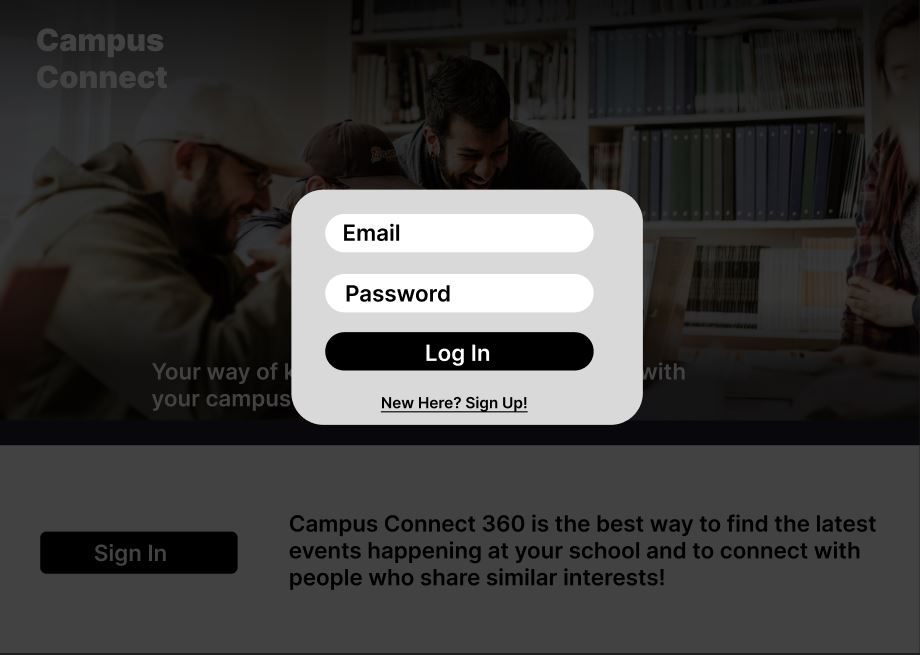 Campus
Connect
Email
Password
Log In
New Here? Sign Up!
Your way of k
with
your campus
Sign In
Campus Connect 360 is the best way to find the latest
events happening at your school and to connect with
people who share similar interests!